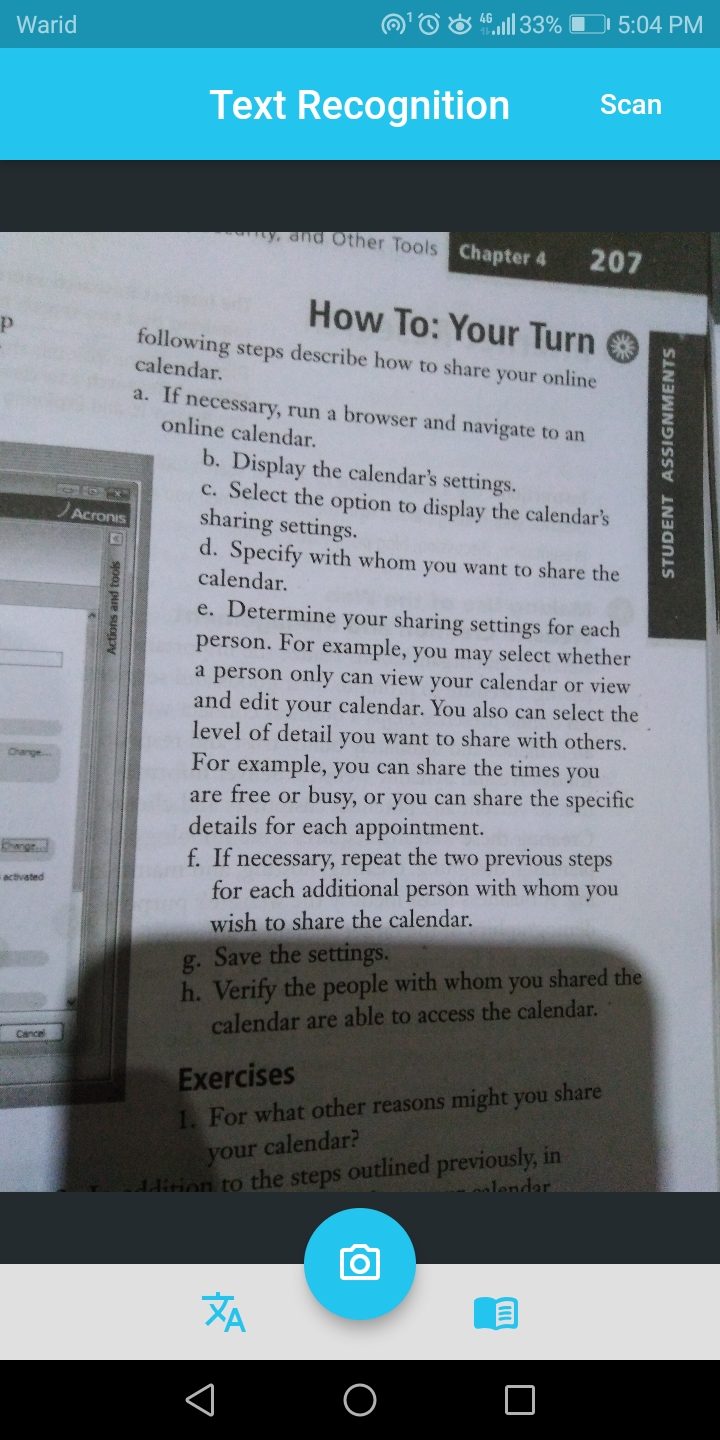 Warid
1
4G
33%
5:04 PM
Text Recognition
Scan
and Other Tools
Chapter 4
207
p
How To: Your Turn
following steps describe how to share your online
calendar.
a. If necessary, run a browser and navigate to an
online calendar.
b. Display the calendar's settings.
c. Select the option to display the calendar's
sharing settings.
d. Specify with whom you want to share the
calendar.
e. Determine your sharing settings for each
person. For example, you may select whether
a person only can view your calendar or view
and edit your calendar. You also can select the
level of detail you want to share with others.
For example, you can share the times you
are free or busy, or you can share the specific
details for each appointment.
f. If necessary, repeat the two previous steps
for each additional person with whom you
wish to share the calendar.
g. Save the settings.
h. Verify the people with whom you shared the
calendar are able to access the calendar.
Exercises
1. For what other reasons might you share
your calendar?
In addition to the steps outlined previously, in
calendar
STUDENT ASSIGNMENTS
Acronis
Actions and tools
Change...
Change...
activated
Cancel